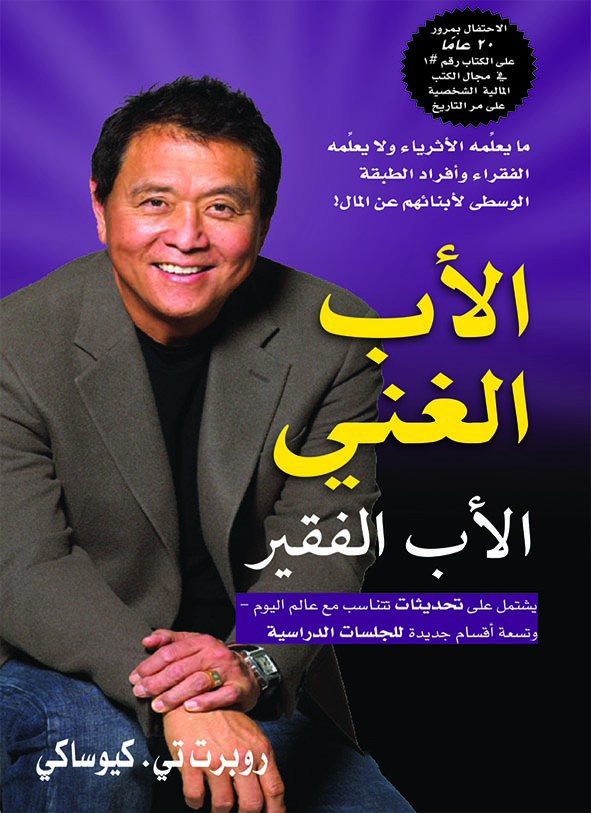 الاحتفال بمرور
٢٠ عامًا
على الكتاب رقم #١
في مجال الكتب
المالية الشخصية
على مر التاريخ
ما يعلِّمه الأثرياء ولا يعلِّمه
الفقراء وأفراد الطبقة
الوسطى لأبنائهم عن المال!
الأب
الغني
الأب الفقير
يشتمل على تحديثات تتناسب مع عالم اليوم –
وتسعة أقسام جديدة للجلسات الدراسية
روبرت تي. كيوساكي